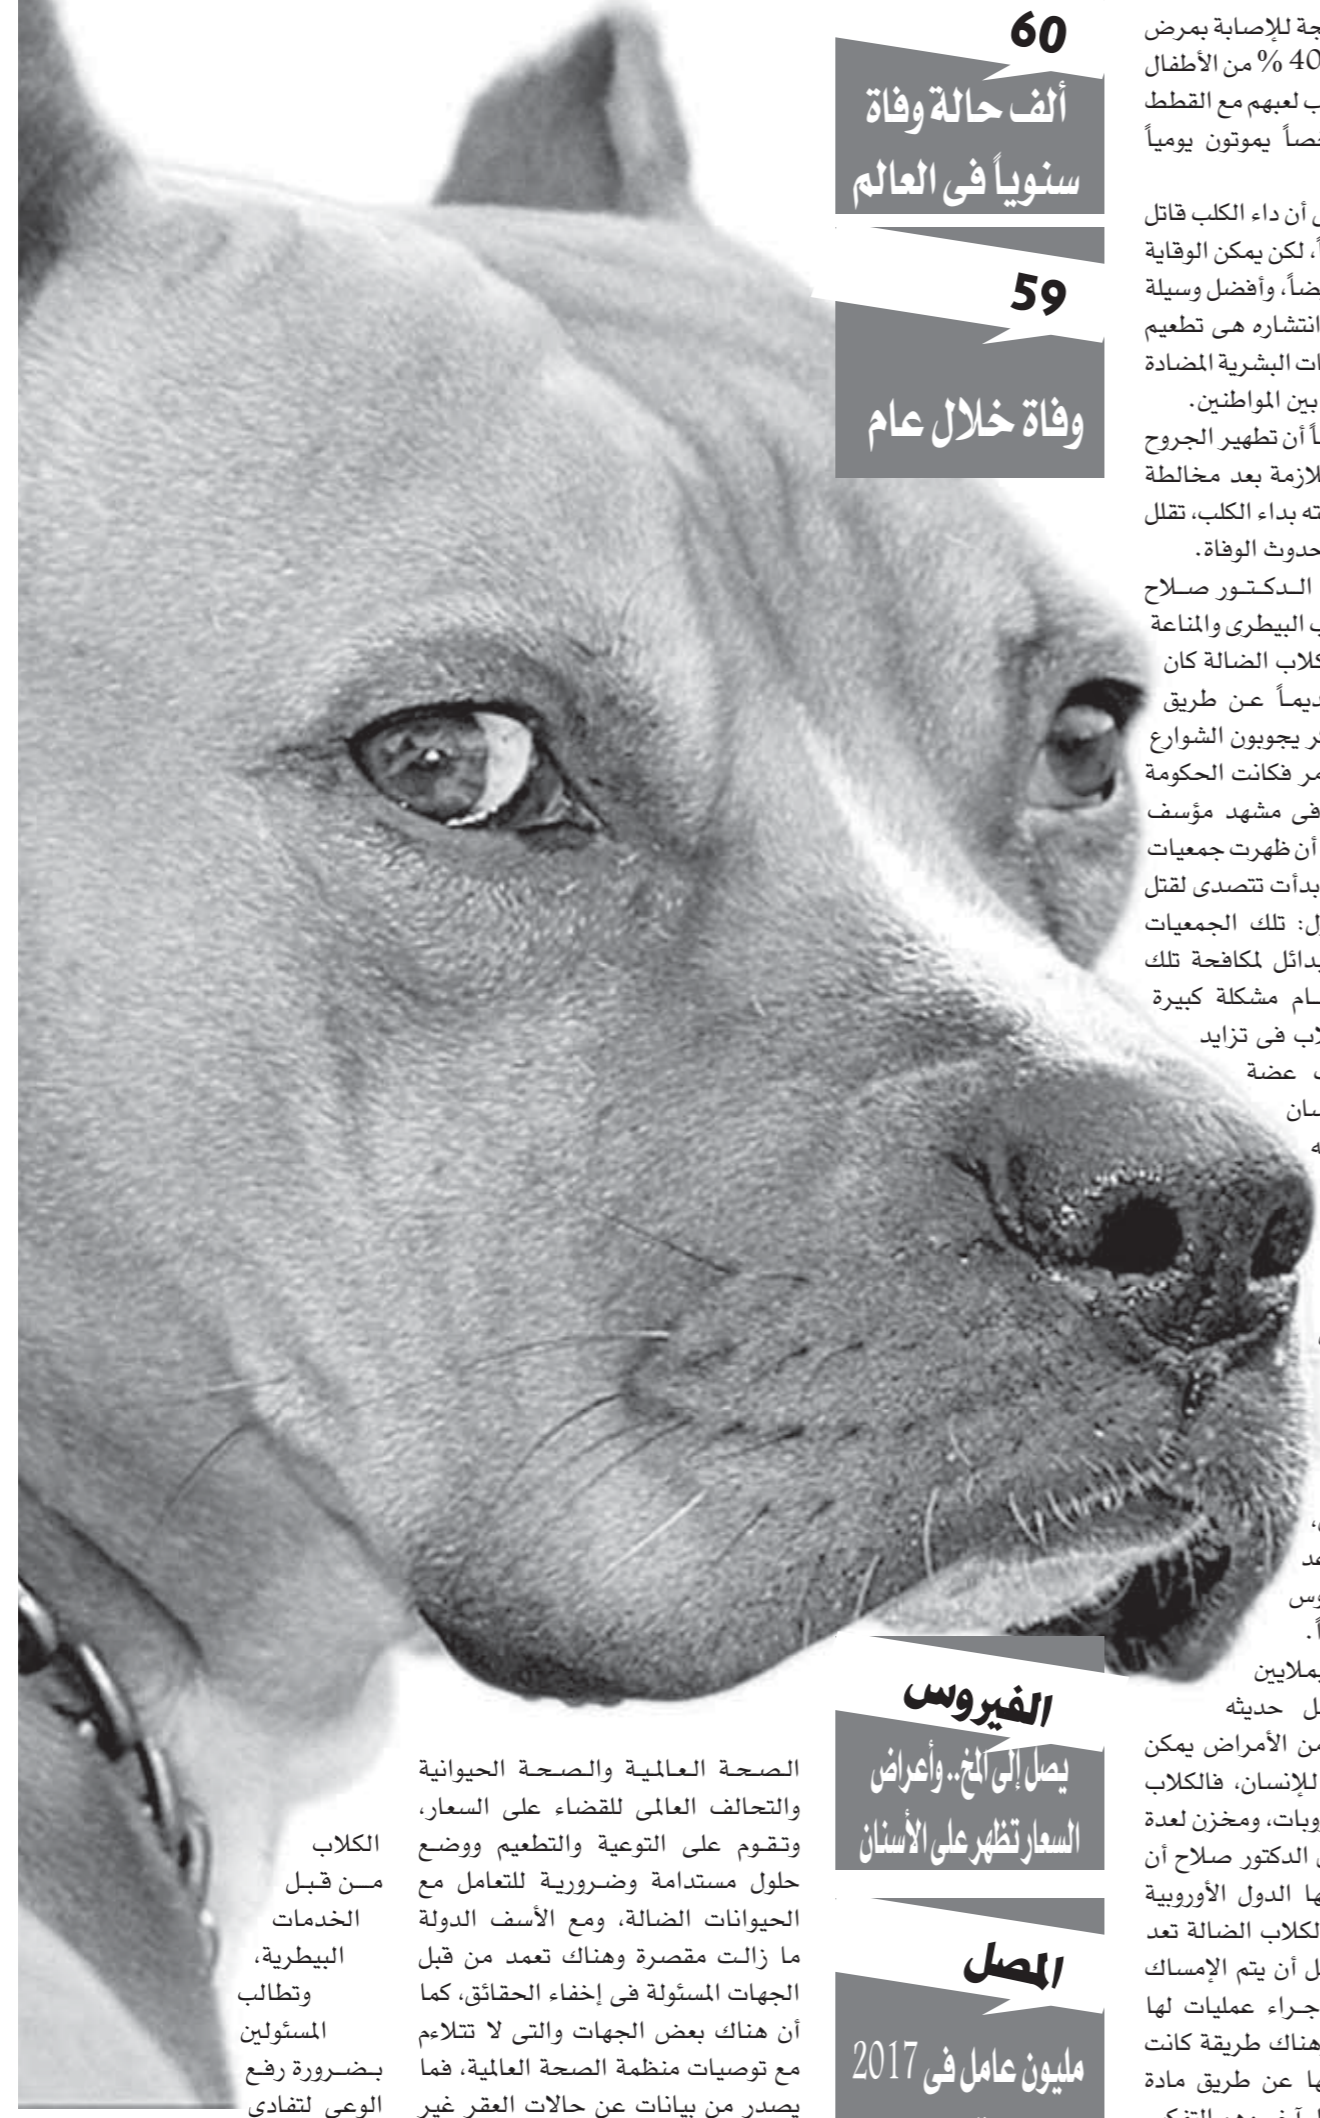 جة للإصابة بمرض
40 % من الأطفال
ب لعبهم مع القطط
خصاً يموتون يومياً
ى أن داء الكلب قاتل
اً، لكن يمكن الوقاية
يضاً، وأفضل وسيلة
انتشاره هى تطعيم
ات البشرية المضادة
بين المواطنين.
اً أن تطهير الجروح
لازمة بعد مخالطة
ته بداء الكلب، تقلل
حدوث الوفاة.
الدكتور صلاح
ب البيطرى والمناعة
كلاب الضالة كان
ديماً عن طريق
ر يجوبون الشوارع
مر فكانت الحكومة
فى مشهد مؤسف
أن ظهرت جمعيات
بدأت تتصدى لقتل
ول: تلك الجمعيات
بدائل لمكافحة تلك
ام مشكلة كبيرة
لاب فى تزايد
عضة
سان
ه
،
عد
وس
اً.
بملايين
ل حديثه
من الأمراض يمكن
للإنسان، فالكلاب
روبات، ومخزن لعدة
ى الدكتور صلاح أن
ها الدول الأوروبية
لكلاب الضالة تعد
ل أن يتم الإمساك
جراء عمليات لها
هناك طريقة كانت
ها عن طريق مادة
60
ألف حالة وفاة
سنوياً فى العالم
59
وفاة خلال عام
الفيروس
يصل إلى المخ.. وأعراض
السعار تظهر على الأسنان
المصل
مليون عامل فى 2017
الصحة العالمية والصحة الحيوانية
والتحالف العالمى للقضاء على السعار،
وتقوم على التوعية والتطعيم ووضع
حلول مستدامة وضرورية للتعامل مع
الحيوانات الضالة، ومع الأسف الدولة
ما زالت مقصرة وهناك تعمد من قبل
الجهات المسئولة فى إخفاء الحقائق، كما
أن هناك بعض الجهات والتى لا تتلاءم
مع توصيات منظمة الصحة العالمية، فما
يصدر من بيانات عن حالات العقر غير
الكلاب
من قبل
الخدمات
البيطرية،
وتطالب
المسئولين
بضرورة رفع
الوعى لتفادى